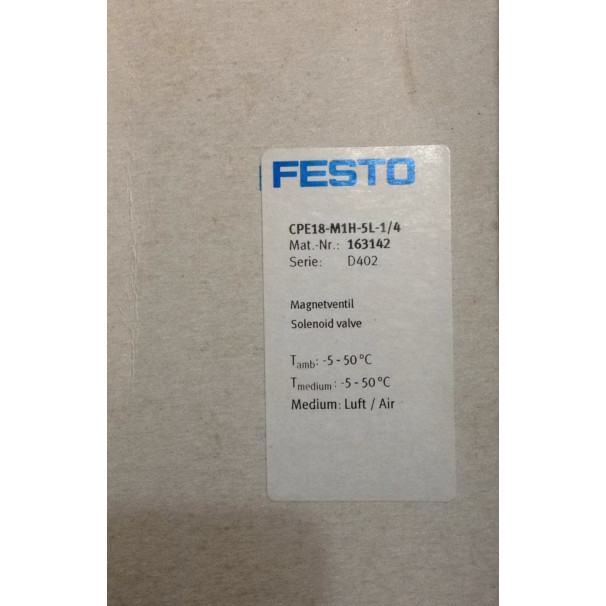 FESTO
CPE18-M1H-5L-1/4
Mat.-Nr.: 163142
Serie: D402
Magnetventil
Solenoid valve
Tamb: -5 - 50 °C
Tmedium: -5 - 50 °C
Medium: Luft / Air